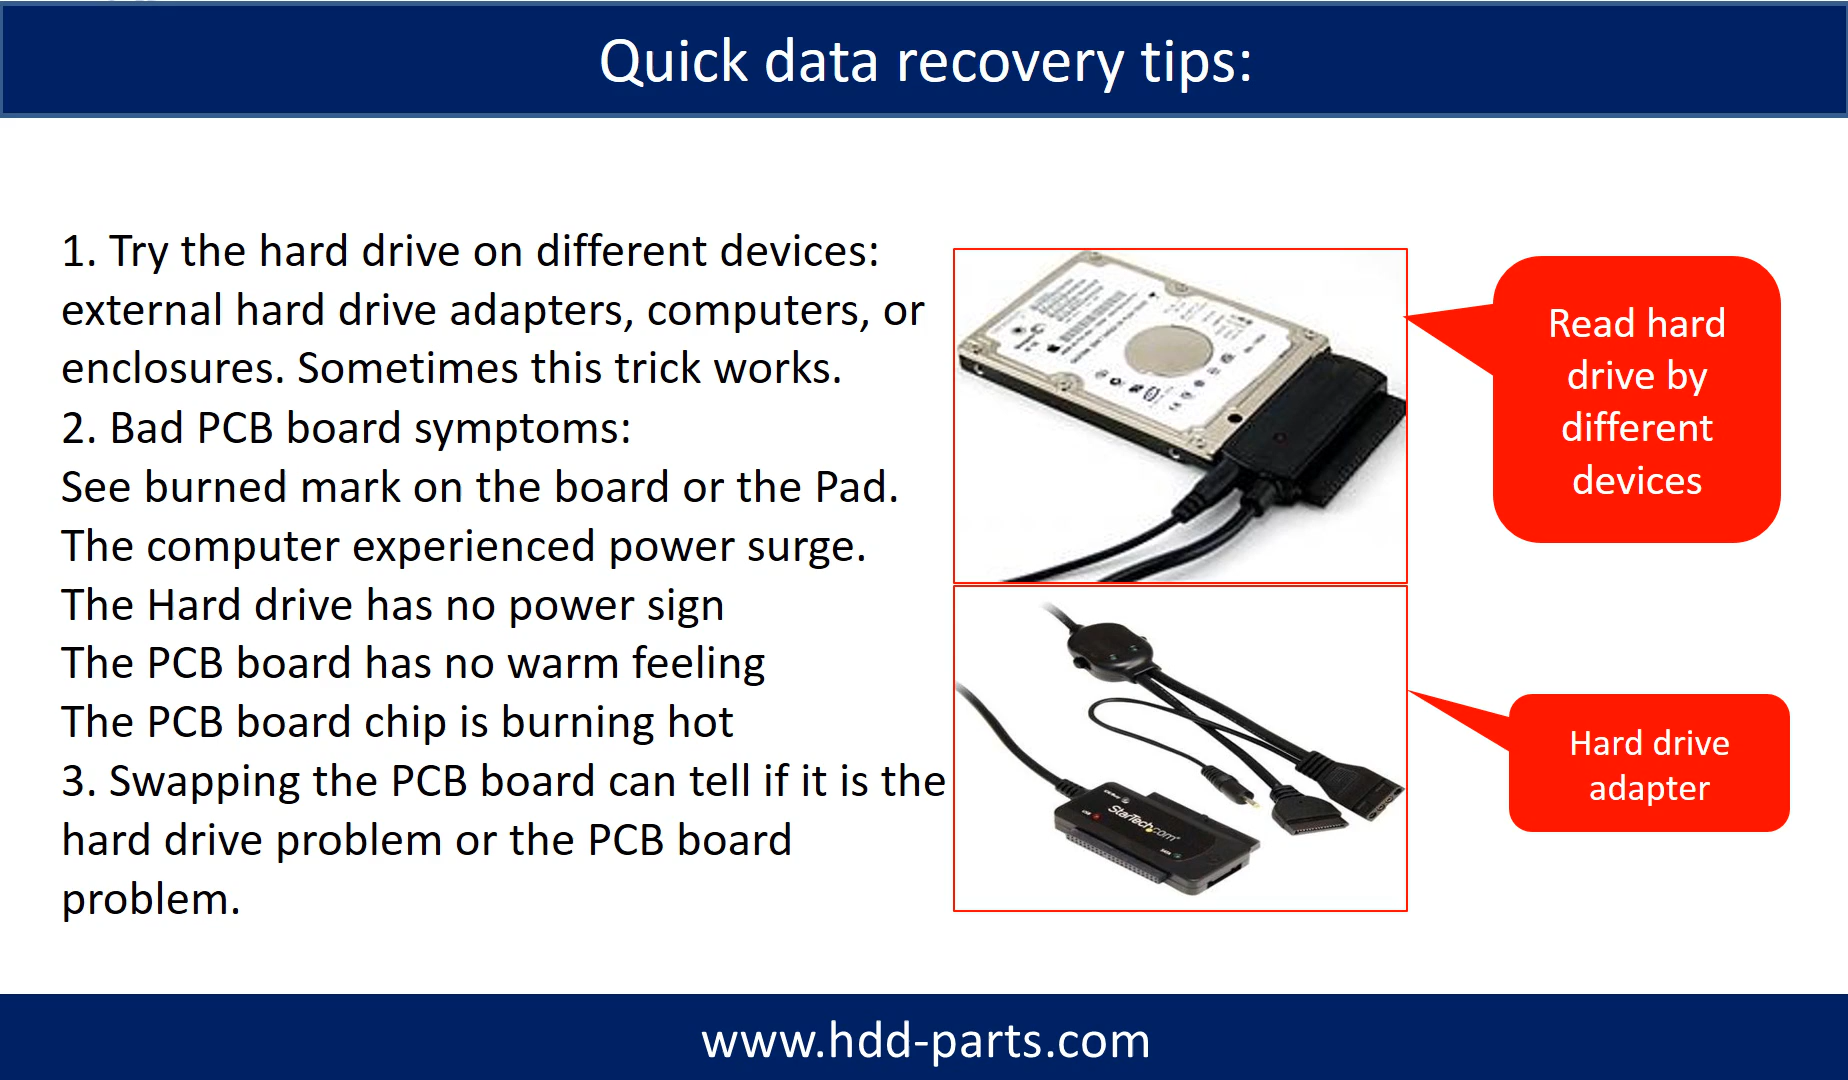 Quick data recovery tips:
1. Try the hard drive on different devices:
external hard drive adapters, computers, or
enclosures. Sometimes this trick works.
2. Bad PCB board symptoms:
See burned mark on the board or the Pad.
The computer experienced power surge.
The Hard drive has no power sign
The PCB board has no warm feeling
The PCB board chip is burning hot
3. Swapping the PCB board can tell if it is the
hard drive problem or the PCB board
problem.
Read hard
drive by
different
devices
StarTech.com
Hard drive
adapter
www.hdd-parts.com